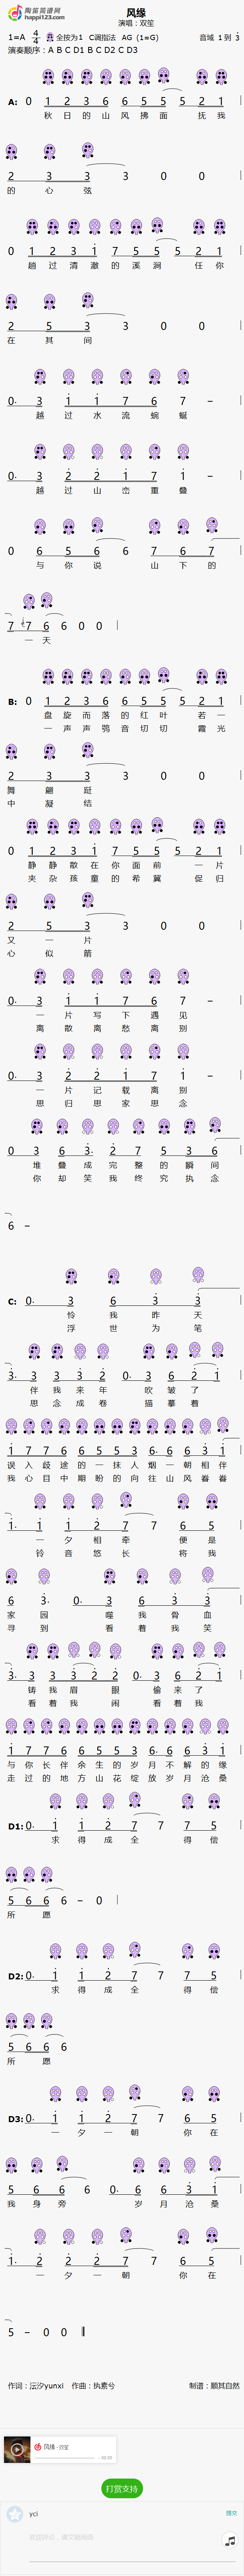 陶笛简谱网
happi123.com
风缘
演唱：双笙
1=A 4/4 全按为1 C调指法 AG (1=G) 音域 1 到 3
演奏顺序：A B C D1 B C D2 C D3
A: 0 1 2 3 6 6 5 5 5 2 1
秋 日 的 山 风 拂 面 抚 我
2 3 3 3 0 0
的 心 弦
0 1 2 3 1 7 5 5 5 2 1
趟 过 清 澈 的 溪 涧 任 你
2 5 3 3 0 0
在 其 间
0. 3 1 1 7 6 7 –
越 过 水 流 蜿 蜒
0. 3 2 2 1 7 1 –
越 过 山 峦 重 叠
0 6 5 6 6 7 6 7
与 你 说 山 下 的
7 7 6 6 0 0
一 天
B: 0 1 2 3 6 6 5 5 5 2 1
盘 旋 而 落 的 红 叶 若 一
一 声 声 鸮 音 切 切 霞 光
2 3 3 3 0 0
舞 翩 跹
中 凝 结
0 1 2 3 1 7 5 5 5 2 1
静 静 散 在 你 面 前 一 片
夹 杂 孩 童 的 希 冀 促 归
2 5 3 3 0 0
又 一 片
心 似 箭
0. 3 1 1 7 6 7 –
一 片 写 下 遇 见
离 散 离 愁 离 别
0. 3 2 2 1 7 1 –
一 片 记 载 离 别
思 归 思 家 思 念
0 3 6 3. 2 7 5 3 6
堆 叠 成 完 整 的 瞬 间
你 却 笑 我 终 究 执 念
6 –
C: 0. 3 6 3 3
怜 我 昨 天
浮 世 为 笔
3. 3 1 2 0. 3 6 2 1
伴 我 来 年 吹 皱 了
思 念 成 卷 描 摹 着
1 7 7 5 6 5 5 3 6. 6 6 3 1
误 入 歧 途 的 一 抹 人 烟 一 朝 相 伴
我 心 目 中 期 盼 的 向 往 山 风 眷 眷
1. 1 1 2 7 7 6 5
一 夕 相 牵 便 是
铃 音 悠 长 将 我
6 3. 0. 3 6 3 3
家 园 噬 我 骨 血
寻 到 看 着 我 笑
3. 3 3 3 2 2 0. 3 6 2 1
铸 我 眉 眼 偷 来 了
看 着 我 闹 看 着 我
1 7 7 5 6 5 5 3 6. 6 6 3 1
与 你 长 伴 余 生 的 岁 月 不 解 的 缘
走 过 的 地 方 山 花 绽 放 岁 月 沧 桑
D1: 0. 1 1 2 7 7 7 5
求 得 成 全 得 偿
5 6 6 6 – 0
所 愿
D2: 0. 1 1 2 7 7 7 5
求 得 成 全 得 偿
5 6 6 6
所 愿
D3: 0. 1 1 2 7 7 6 5
一 夕 一 朝 你 在
5 6 6 6 0. 6 6 3 1
我 身 旁 岁 月 沧 桑
1. 2 2 2 7 7 6 5
一 夕 一 朝 你 在
5 – 0 0
作词：沄汐yunxi 作曲：执素兮 制谱：顾其自然
风缘 - 双笙
打赏支持
ycl
提交